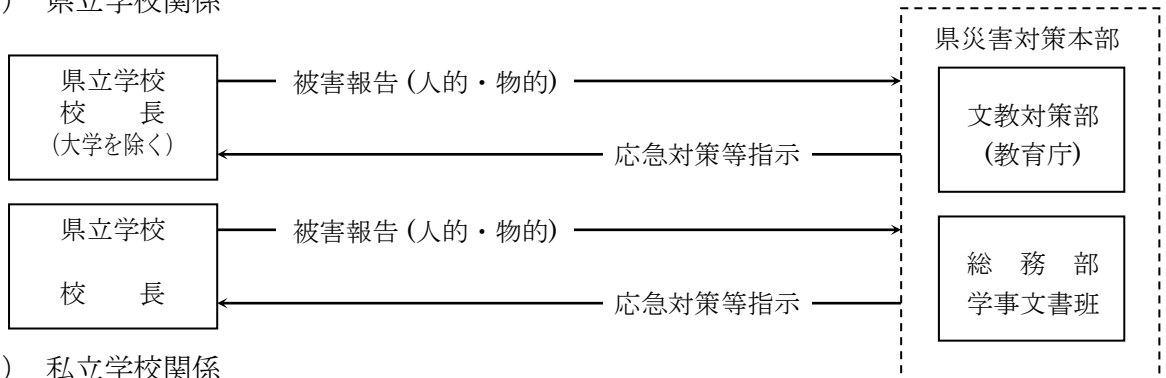 ) 県立学校関係
県災害対策本部
県立学校
校 長
(大学を除く)
被害報告 (人的・物的)
応急対策等指示
文教対策部
(教育庁)
県立学校
校 長
被害報告 (人的・物的)
応急対策等指示
総 務 部
学事文書班
) 私立学校関係